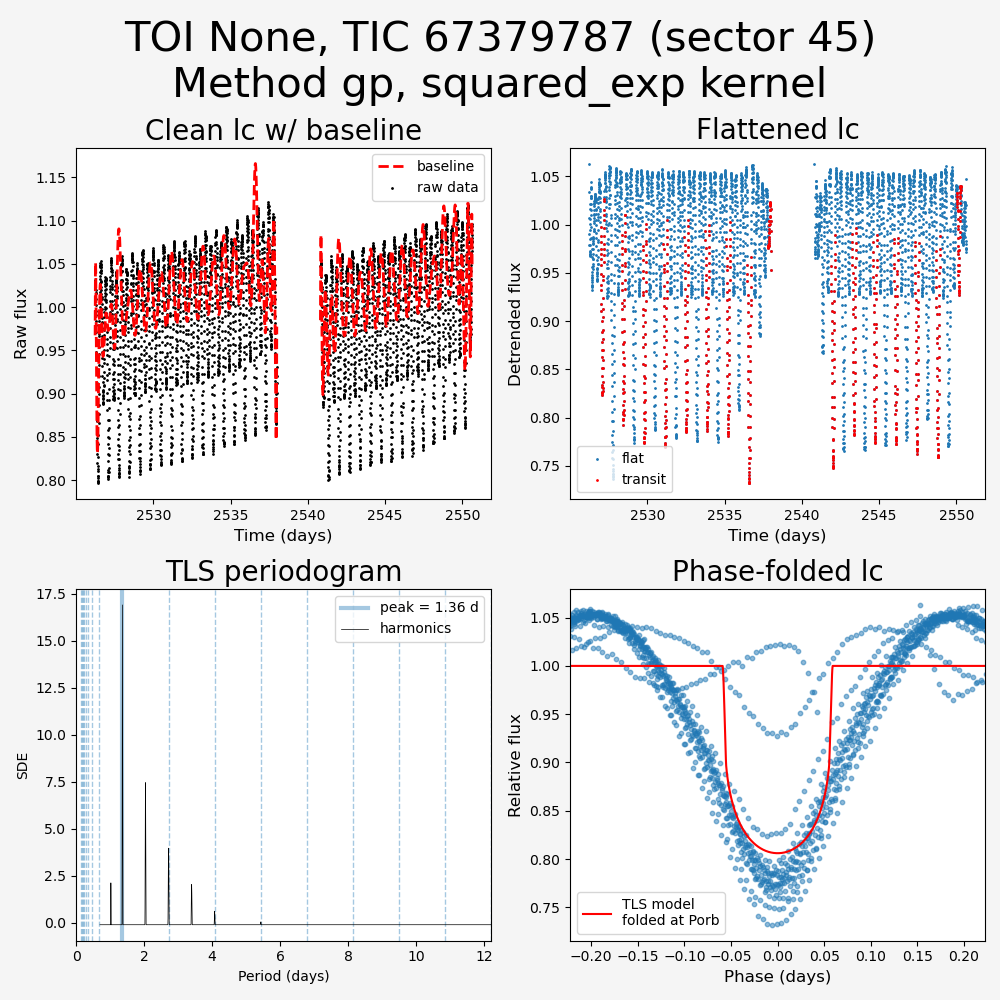 TOI None, TIC 67379787 (sector 45)
Method gp, squared_exp kernel
Clean lc w/ baseline
Raw flux
1.15
1.10
1.05
1.00
0.95
0.90
0.85
0.80
baseline
raw data
2530 2535 2540 2545 2550
Time (days)
Flattened lc
Detrended flux
1.05
1.00
0.95
0.90
0.85
0.80
0.75
flat
transit
2530 2535 2540 2545 2550
Time (days)
TLS periodogram
SDE
17.5
15.0
12.5
10.0
7.5
5.0
2.5
0.0
peak = 1.36 d
harmonics
0 2 4 6 8 10 12
Period (days)
Phase-folded lc
Relative flux
1.05
1.00
0.95
0.90
0.85
0.80
0.75
TLS model
folded at Porb
−0.20 −0.15 −0.10 −0.05 0.00 0.05 0.10 0.15 0.20
Phase (days)